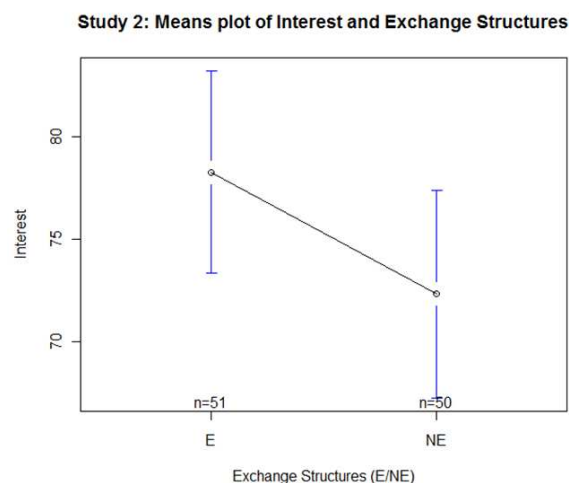 Study 2: Means plot of Interest and Exchange Structures
Interest
80
75
70
n=51 n=50
E NE
Exchange Structures (E/NE)